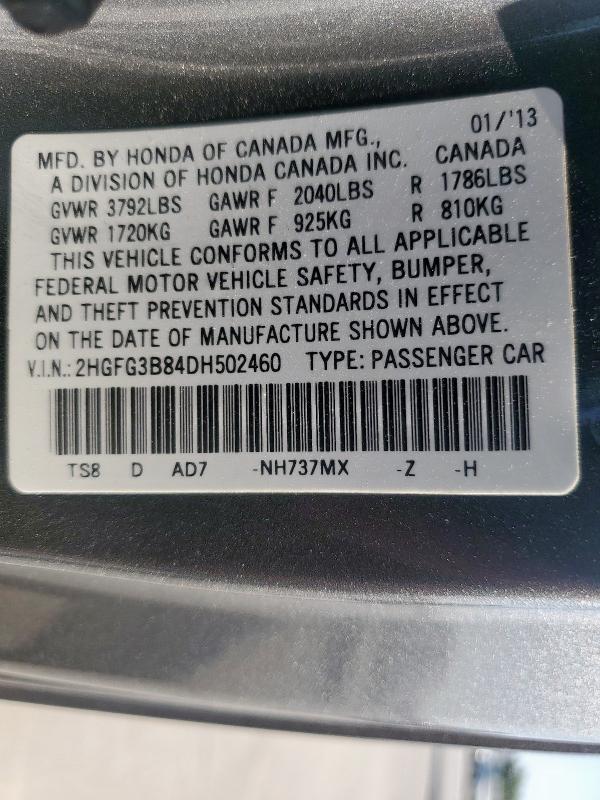 01/'13
MFD. BY HONDA OF CANADA MFG.,
A DIVISION OF HONDA CANADA INC. CANADA
GVWR 3792LBS GAWR F 2040LBS R 1786LBS
GVWR 1720KG GAWR F 925KG R 810KG
THIS VEHICLE CONFORMS TO ALL APPLICABLE
FEDERAL MOTOR VEHICLE SAFETY, BUMPER,
AND THEFT PREVENTION STANDARDS IN EFFECT
ON THE DATE OF MANUFACTURE SHOWN ABOVE.
V.I.N.: 2HGFG3B84DH502460 TYPE: PASSENGER CAR
TS8 D AD7 -NH737MX -Z -H